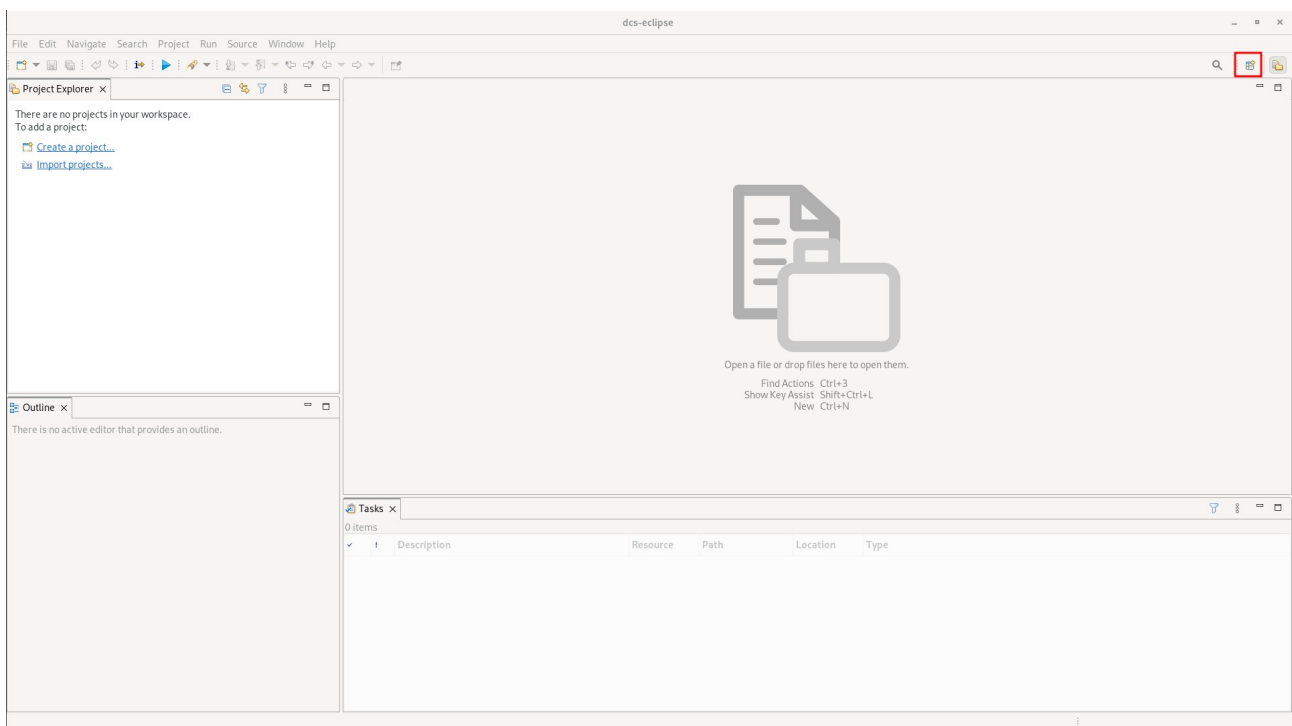 dcs-eclipse
File Edit Navigate Search Project Run Source Window Help
Project Explorer
There are no projects in your workspace.
To add a project:
Create a project...
Import projects...
Open a file or drop files here to open them.
Find Actions Ctrl+3
Show Key Assist Shift+Ctrl+L
New Ctrl+N
Outline
There is no active editor that provides an outline.
Tasks
0 items
! Description Resource Path Location Type